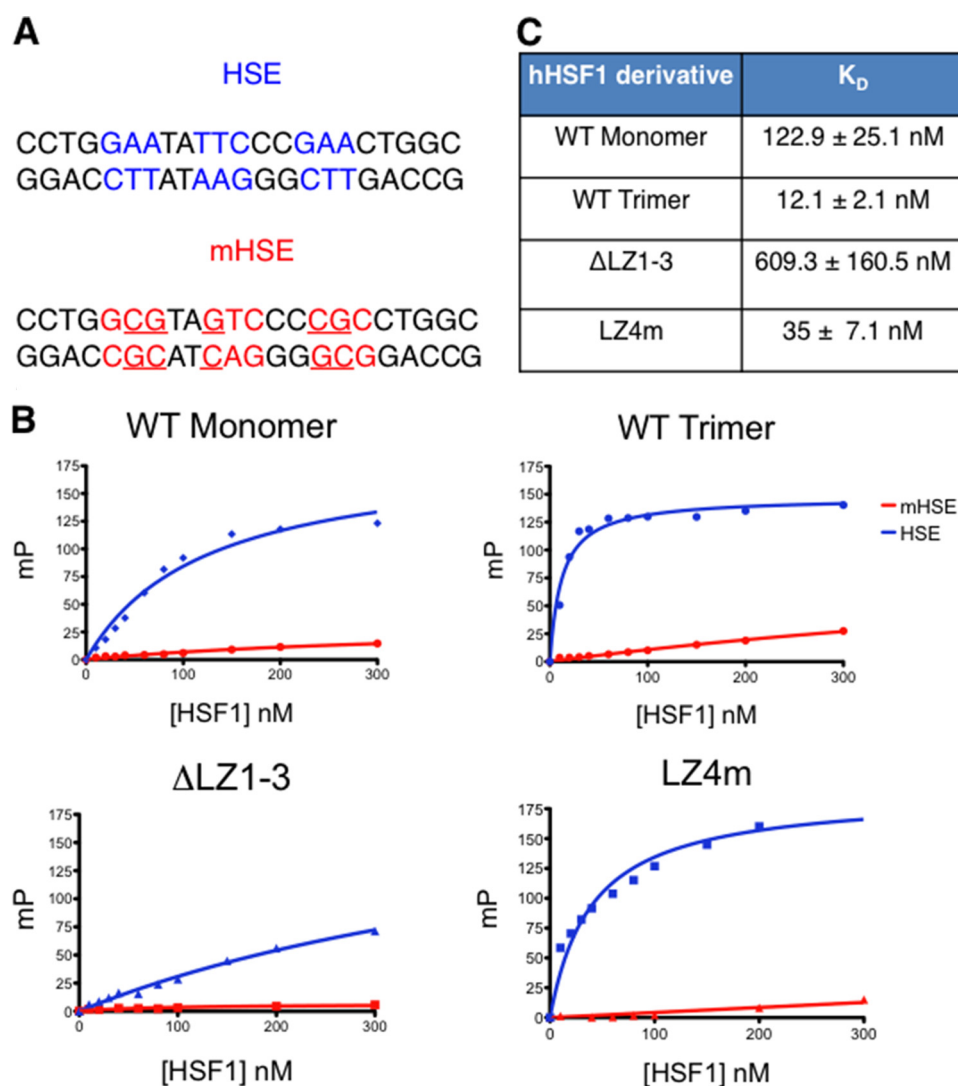 A
HSE
CCTGGAATATTCCCCGAACTGGC
GGACCTTATAAGGGGCTTGACCG
mHSE
CCTGGCGTAGTCCCCGCCTGGC
GGACCGCATCAGGGGCGGACCG
C
hHSF1 derivative KD
WT Monomer 122.9 ± 25.1 nM
WT Trimer 12.1 ± 2.1 nM
ΔLZ1-3 609.3 ± 160.5 nM
LZ4m 35 ± 7.1 nM
B
WT Monomer
175
150
125
100
75
50
25
0
mP
0 100 200 300
[HSF1] nM
WT Trimer
175
150
125
100
75
50
25
0
mP
0 100 200 300
[HSF1] nM
mHSE
HSE
ΔLZ1-3
175
150
125
100
75
50
25
0
mP
0 100 200 300
[HSF1] nM
LZ4m
175
150
125
100
75
50
25
0
mP
0 100 200 300
[HSF1] nM